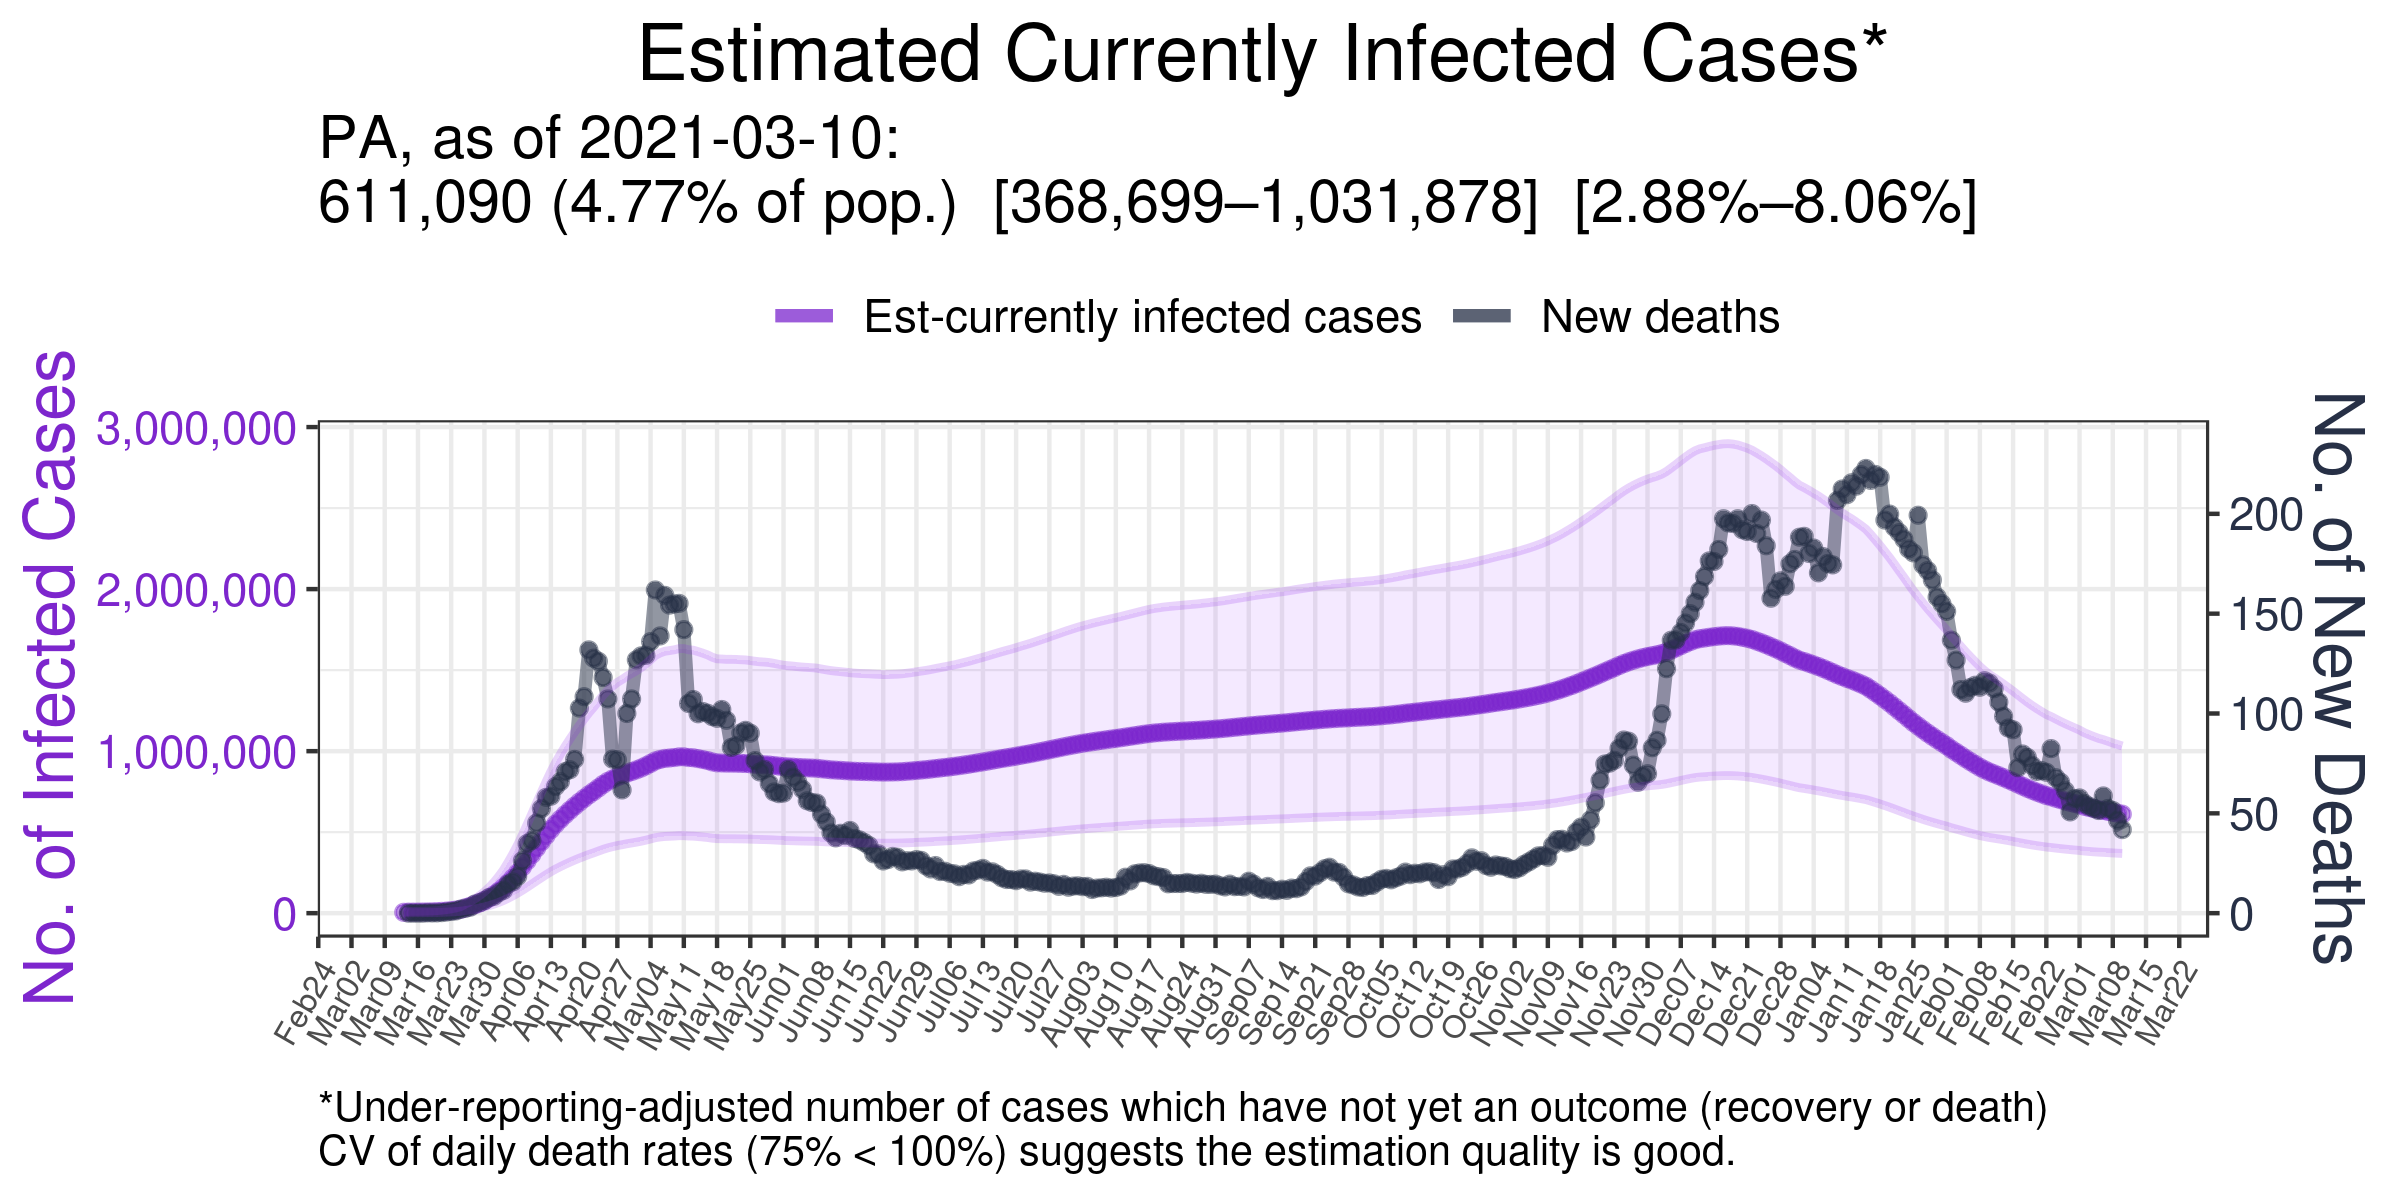 Estimated Currently Infected Cases*
PA, as of 2021-03-10:
611,090 (4.77% of pop.) [368,699–1,031,878] [2.88%–8.06%]
Est-currently infected cases
New deaths
No. of Infected Cases
3,000,000
2,000,000
1,000,000
0
No. of New Deaths
200
150
100
50
0
Feb24
Mar02
Mar09
Mar16
Mar23
Mar30
Apr06
Apr13
Apr20
Apr27
May04
May11
May18
May25
Jun01
Jun08
Jun15
Jun22
Jun29
Jul06
Jul13
Jul20
Jul27
Aug03
Aug10
Aug17
Aug24
Aug31
Sep07
Sep14
Sep21
Sep28
Oct05
Oct12
Oct19
Oct26
Nov02
Nov09
Nov16
Nov23
Nov30
Dec07
Dec14
Dec21
Dec28
Jan04
Jan11
Jan18
Jan25
Feb01
Feb08
Feb15
Feb22
Mar01
Mar08
Mar15
Mar22
*Under-reporting-adjusted number of cases which have not yet an outcome (recovery or death)
CV of daily death rates (75% < 100%) suggests the estimation quality is good.